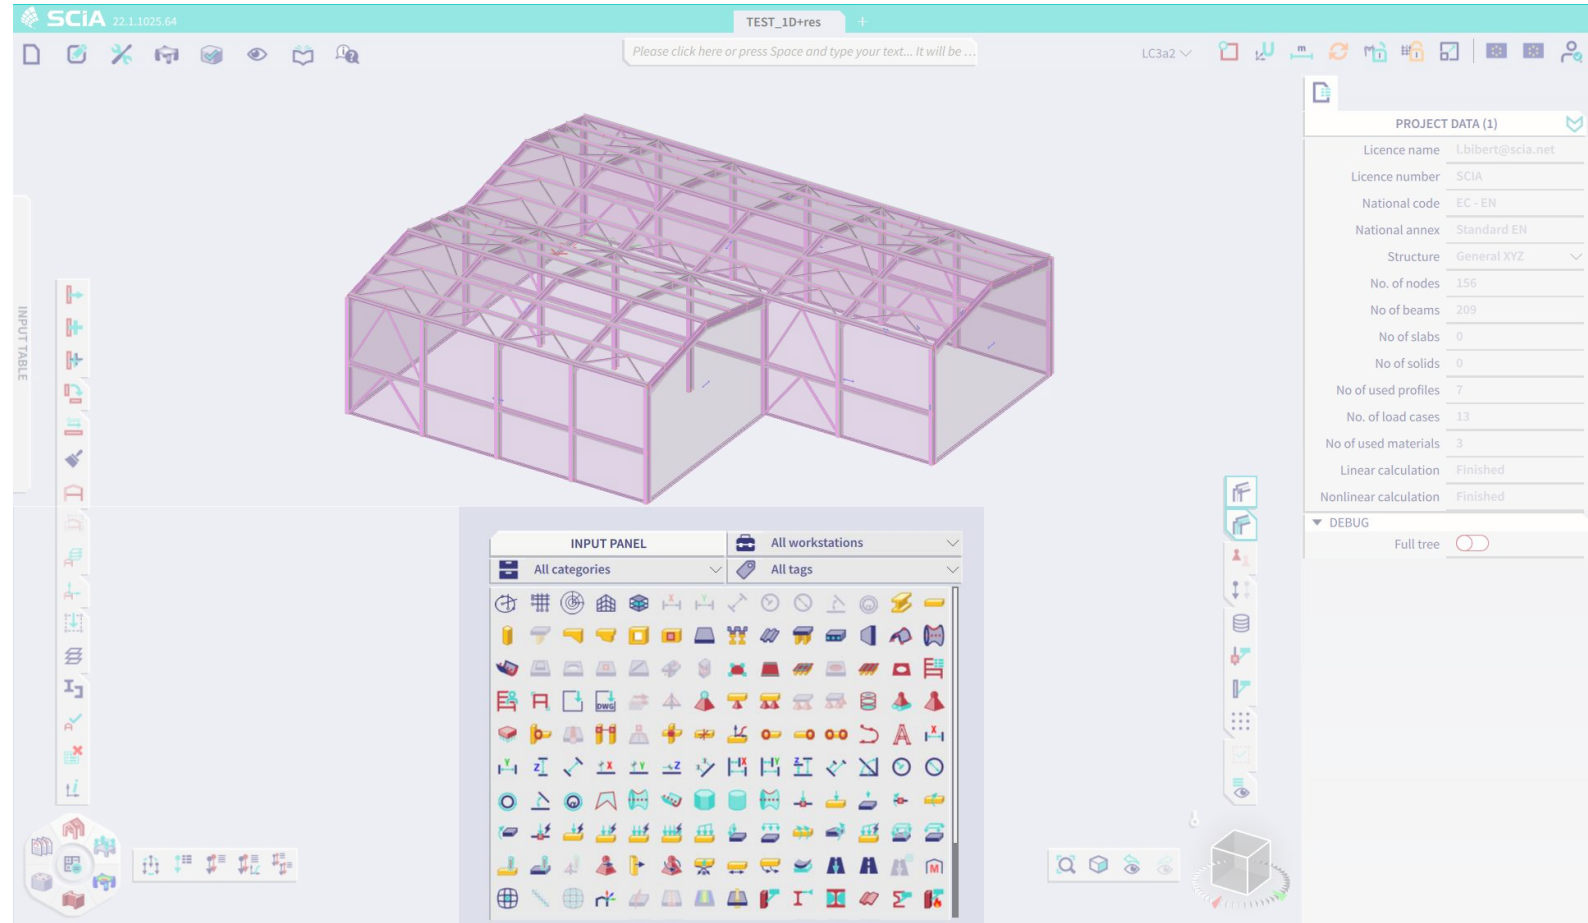 SCiA 22.1.1025.64
TEST_1D+res
Please click here or press Space and type your text... It will be ...
LC3a2
PROJECT DATA (1)
Licence name l.bibert@scia.net
Licence number SCIA
National code EC - EN
National annex Standard EN
Structure General XYZ
No. of nodes 156
No of beams 209
No of slabs 0
No of solids 0
No of used profiles 7
No. of load cases 13
No of used materials 3
Linear calculation Finished
Nonlinear calculation Finished
DEBUG
Full tree
INPUT TABLE
INPUT PANEL
All workstations
All categories
All tags
DWG